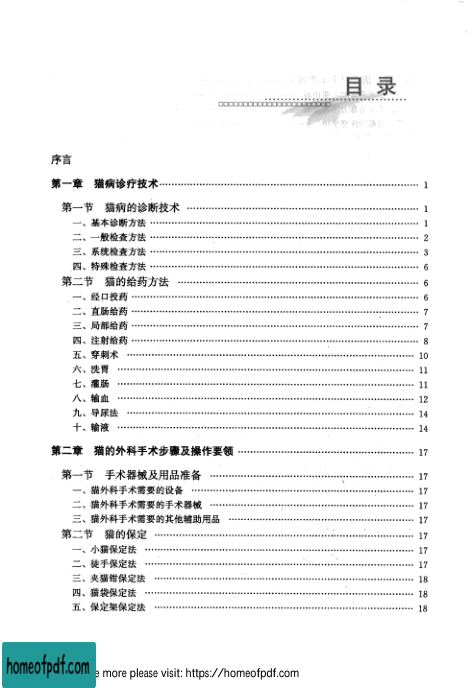 目 录
序言
第一章 猫病诊疗技术 1
第一节 猫病的诊断技术 1
一、基本诊断方法 1
二、一般检查方法 2
三、系统检查方法 3
四、特殊检查方法 6
第二节 猫的给药方法 6
一、经口投药 6
二、直肠给药 7
三、局部给药 7
四、注射给药 8
五、穿刺术 10
六、洗胃 11
七、灌肠 11
八、输血 12
九、导尿法 14
十、输液 14
第二章 猫的外科手术步骤及操作要领 17
第一节 手术器械及用品准备 17
一、猫外科手术需要的设备 17
二、猫外科手术需要的手术器械 17
三、猫外科手术需要的其他辅助用品 17
第二节 猫的保定 17
一、小猫保定法 17
二、徒手保定法 17
三、夹猫钳保定法 18
四、猫袋保定法 18
五、保定架保定法 18
homeofpdf.com
e more please visit: https://homeofpdf.com